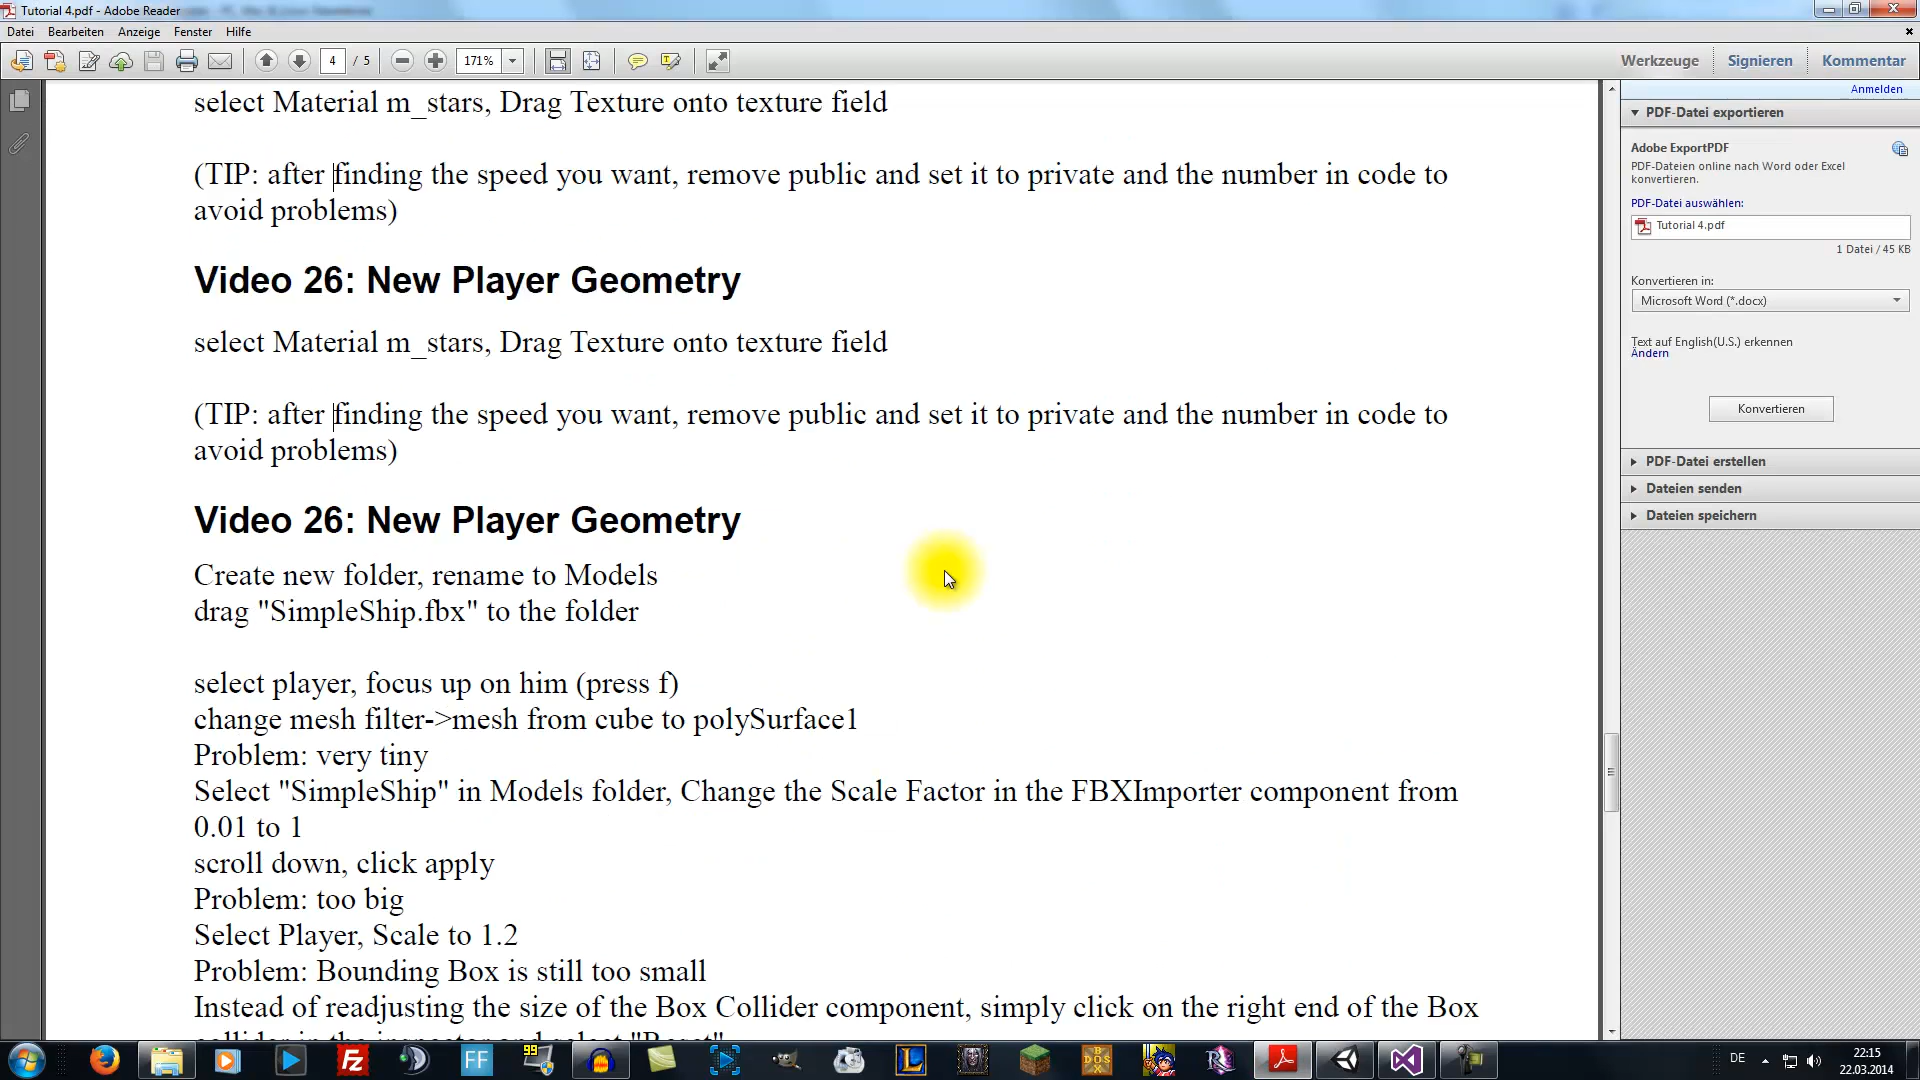 Tutorial 4.pdf - Adobe Reader
Datei Bearbeiten Anzeige Fenster Hilfe
4 / 5 171% Werkzeuge Signieren Kommentar
select Material m_stars, Drag Texture onto texture field
(TIP: after finding the speed you want, remove public and set it to private and the number in code to
avoid problems)
Video 26: New Player Geometry
select Material m_stars, Drag Texture onto texture field
(TIP: after finding the speed you want, remove public and set it to private and the number in code to
avoid problems)
Video 26: New Player Geometry
Create new folder, rename to Models
drag "SimpleShip.fbx" to the folder
select player, focus up on him (press f)
change mesh filter->mesh from cube to polySurface1
Problem: very tiny
Select "SimpleShip" in Models folder, Change the Scale Factor in the FBXImporter component from
0.01 to 1
scroll down, click apply
Problem: too big
Select Player, Scale to 1.2
Problem: Bounding Box is still too small
Instead of readjusting the size of the Box Collider component, simply click on the right end of the Box
Anmelden
PDF-Datei exportieren
Adobe ExportPDF
PDF-Dateien online nach Word oder Excel
konvertieren.
PDF-Datei auswählen:
Tutorial 4.pdf
1 Datei / 45 KB
Konvertieren in:
Microsoft Word (*.docx)
Text auf English(U.S.) erkennen
Ändern
Konvertieren
PDF-Datei erstellen
Dateien senden
Dateien speichern
99
FF
DE
22:15
22.03.2014